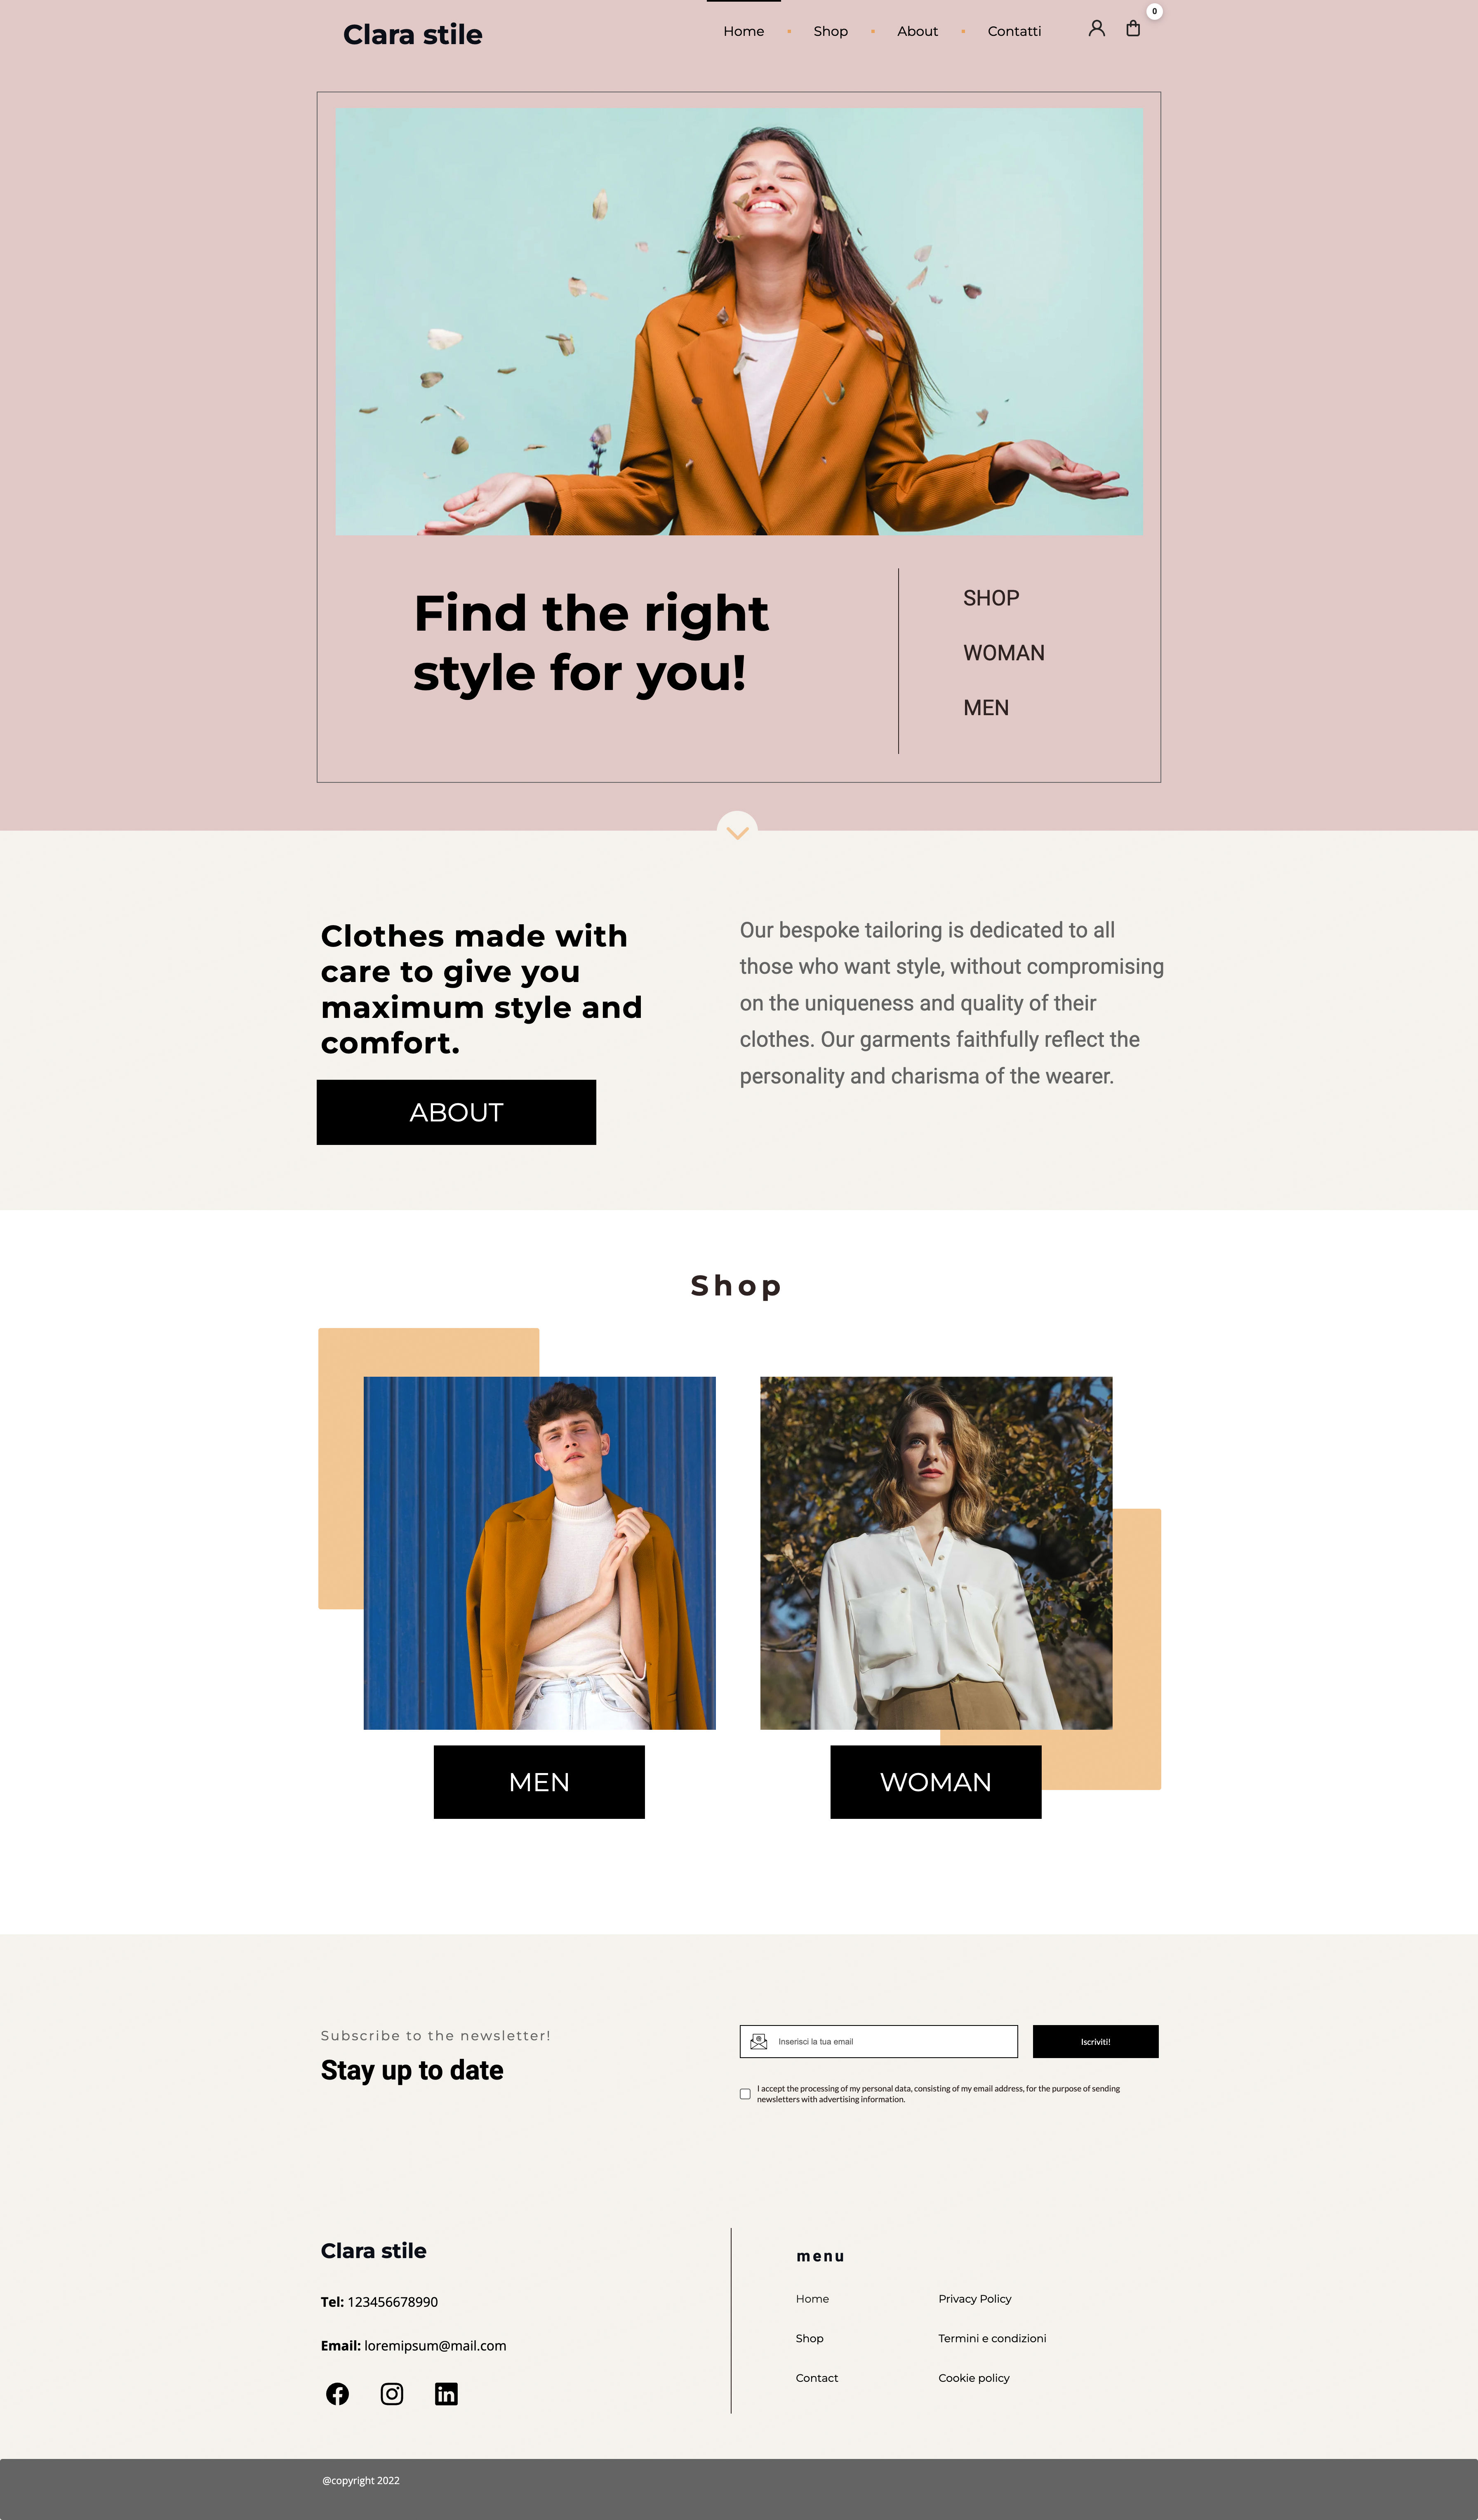 Clara stile
Home
Shop
About
Contatti
0
Find the right
style for you!
SHOP
WOMAN
MEN
Clothes made with
care to give you
maximum style and
comfort.
ABOUT
Our bespoke tailoring is dedicated to all
those who want style, without compromising
on the uniqueness and quality of their
clothes. Our garments faithfully reflect the
personality and charisma of the wearer.
Shop
MEN
WOMAN
Subscribe to the newsletter!
Stay up to date
Inserisci la tua email
Iscriviti!
I accept the processing of my personal data, consisting of my email address, for the purpose of sending
newsletters with advertising information.
Clara stile
Tel: 123456678990
Email: loremipsum@mail.com
menu
Home
Shop
Contact
Privacy Policy
Termini e condizioni
Cookie policy
@copyright 2022